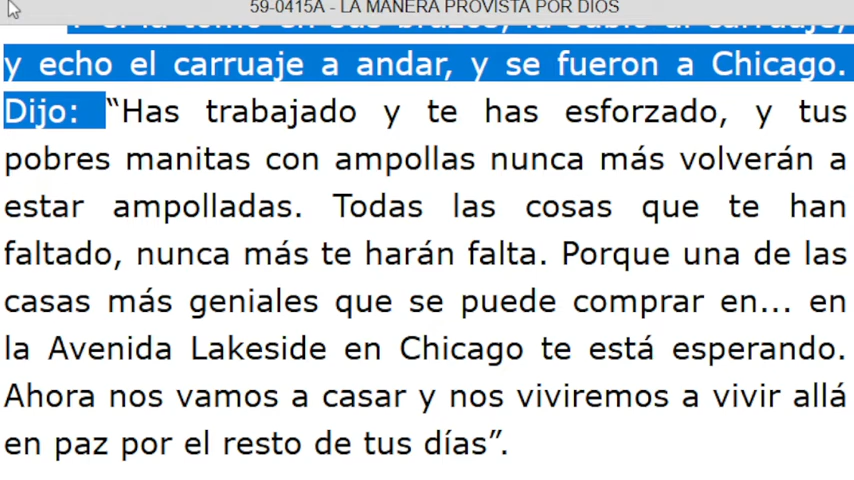 59-0415A - LA MANERA PROVISTA POR DIOS
y echo el carruaje a andar, y se fueron a Chicago.
Dijo: “Has trabajado y te has esforzado, y tus
pobres manitas con ampollas nunca más volverán a
estar ampolladas. Todas las cosas que te han
faltado, nunca más te harán falta. Porque una de las
casas más geniales que se puede comprar en... en
la Avenida Lakeside en Chicago te está esperando.
Ahora nos vamos a casar y nos viviremos a vivir allá
en paz por el resto de tus días”.